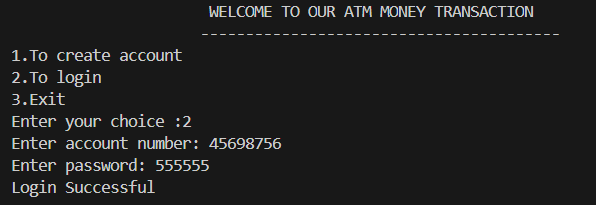 WELCOME TO OUR ATM MONEY TRANSACTION
----------------------------------------
1.To create account
2.To login
3.Exit
Enter your choice :2
Enter account number: 45698756
Enter password: 555555
Login Successful